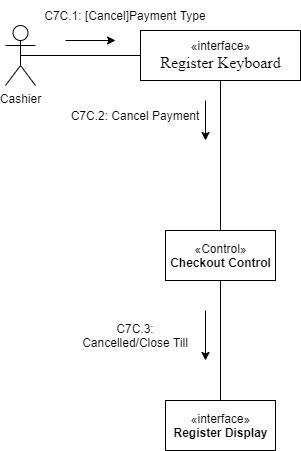 C7C.1: [Cancel]Payment Type
«interface»
Register Keyboard
Cashier
C7C.2: Cancel Payment
«Control»
Checkout Control
C7C.3:
Cancelled/Close Till
«interface»
Register Display